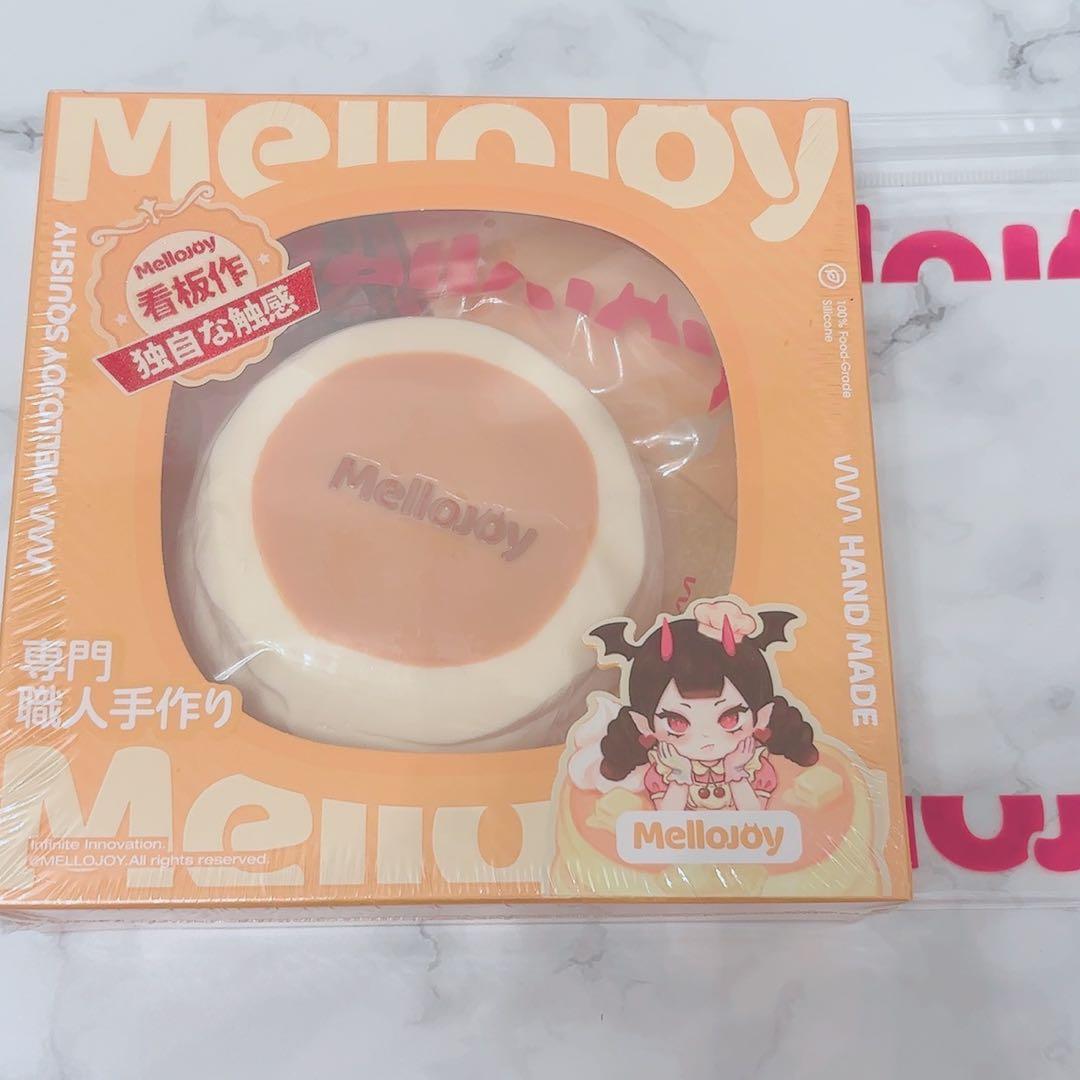 Mellojoy
Mellojoy
看板作
独自な触感
MELLOJOY SQUISHY
100% Food-Grade
Silicone
Mellojoy
HAND MADE
専門
職人手作り
Mellojoy
Infinite Innovation.
©MELLOJOY.All rights reserved.